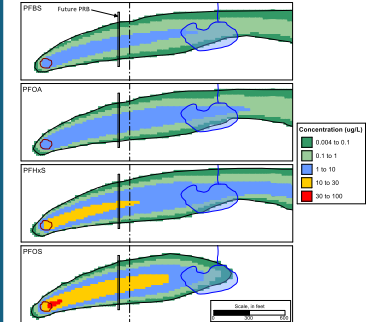 PFBS
Future PRB
PFOA
PFHxS
PFOS
Concentration (ug/L)
0.004 to 0.1
0.1 to 1
1 to 10
10 to 30
30 to 100
Scale, in feet
0 300 600